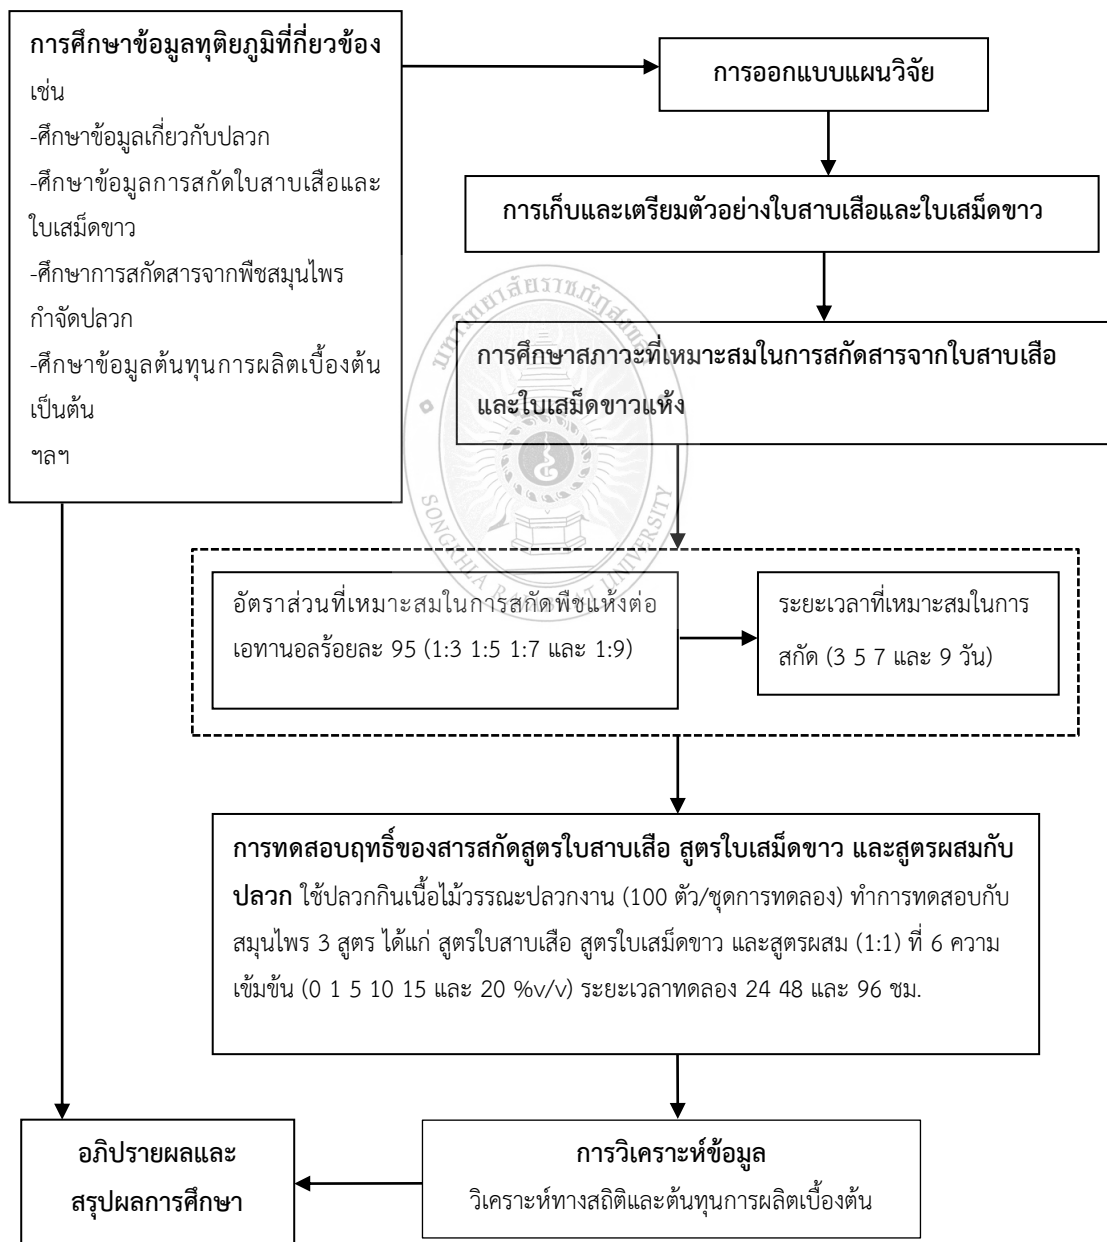 การศึกษาข้อมูลทุติยภูมิที่กี่ยวข้อง
เช่น
-ศึกษาข้อมูลเกี่ยวกับปลวก
-ศึกษาข้อมูลการสกัดใบสาบเสือและ
ใบเสม็ดขาว
-ศึกษาการสกัดสารจากพืชสมุนไพร
กำจัดปลวก
-ศึกษาข้อมูลต้นทุนการผลิตเบื้องต้น
เป็นต้น
ฯลฯ
การออกแบบแผนวิจัย
การเก็บและเตรียมตัวอย่างใบสาบเสือและใบเสม็ดขาว
มหาวิทยาลัยราชภัฏสงขลา
การศึกษาสภาวะที่เหมาะสมในการสกัดสารจากใบสาบเสือ
และใบเสม็ดขาวแห้ง
SONGKHLA RAJABHAT UNIVERSITY
อัตราส่วนที่เหมาะสมในการสกัดพืชแห้งต่อ
เอทานอลร้อยละ 95 (1:3 1:5 1:7 และ 1:9)
ระยะเวลาที่เหมาะสมในการ
สกัด (3 5 7 และ 9 วัน)
การทดสอบฤทธิ์ของสารสกัดสูตรใบสาบเสือ สูตรใบเสม็ดขาว และสูตรผสมกับ
ปลวก ใช้ปลวกกินเนื้อไม้วรรณะปลวกงาน (100 ตัว/ชุดการทดลอง) ทำการทดสอบกับ
สมุนไพร 3 สูตร ได้แก่ สูตรใบสาบเสือ สูตรใบเสม็ดขาว และสูตรผสม (1:1) ที่ 6 ความ
เข้มข้น (0 1 5 10 15 และ 20 %v/v) ระยะเวลาทดลอง 24 48 และ 96 ชม.
การวิเคราะห์ข้อมูล
วิเคราะห์ทางสถิติและต้นทุนการผลิตเบื้องต้น
อภิปรายผลและ
สรุปผลการศึกษา